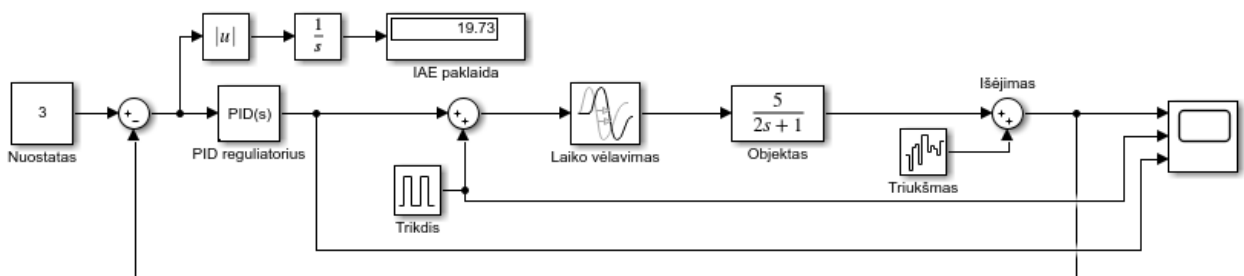 |u|
1
s
19.73
IAE paklaida
3
Nuostatas
+
−
PID(s)
PID reguliatorius
+
+
Laiko vėlavimas
5
2s + 1
Objektas
Išėjimas
+
+
Triukšmas
Trikdis